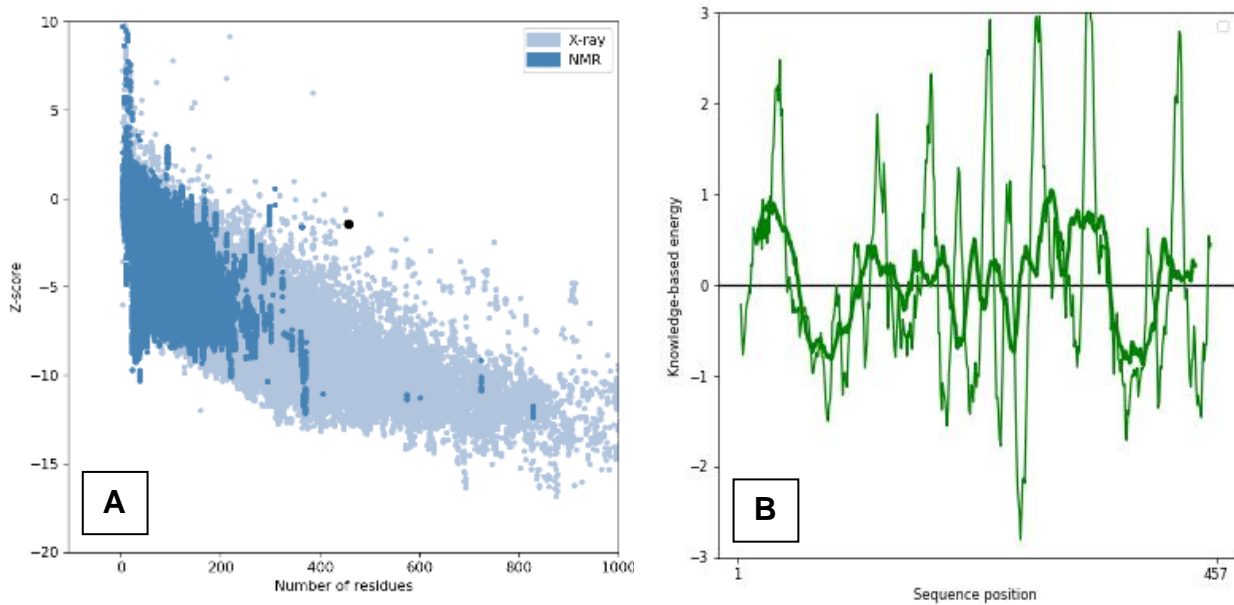 10
5
0
−5
−10
−15
−20
Z-score
0
200
400
600
800
1000
Number of residues
X-ray
NMR
A
3
2
1
0
−1
−2
−3
Knowledge-based energy
1
457
Sequence position
B